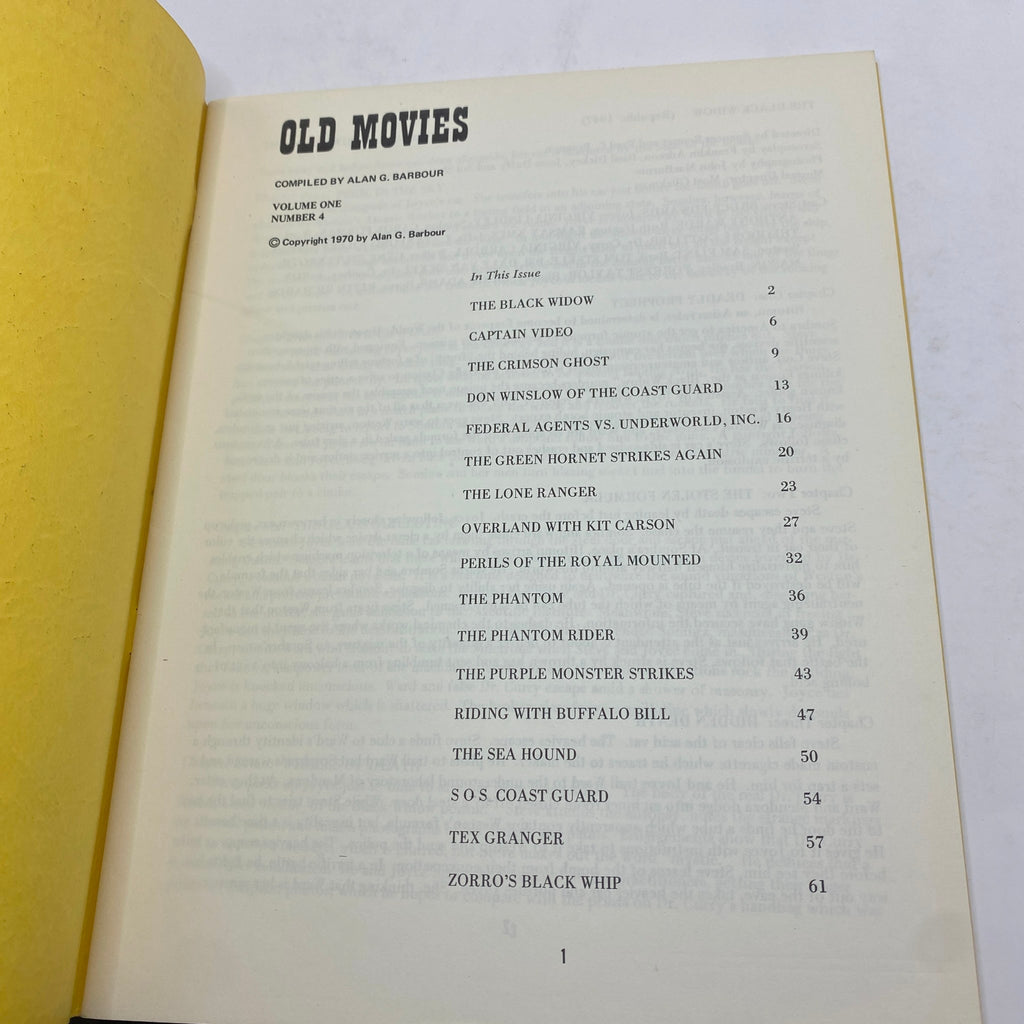 OLD MOVIES
COMPILED BY ALAN G. BARBOUR
VOLUME ONE
NUMBER 4
© Copyright 1970 by Alan G. Barbour
In This Issue
THE BLACK WIDOW 2
CAPTAIN VIDEO 6
THE CRIMSON GHOST 9
DON WINSLOW OF THE COAST GUARD 13
FEDERAL AGENTS VS. UNDERWORLD, INC. 16
THE GREEN HORNET STRIKES AGAIN 20
THE LONE RANGER 23
OVERLAND WITH KIT CARSON 27
PERILS OF THE ROYAL MOUNTED 32
THE PHANTOM 36
THE PHANTOM RIDER 39
THE PURPLE MONSTER STRIKES 43
RIDING WITH BUFFALO BILL 47
THE SEA HOUND 50
S O S COAST GUARD 54
TEX GRANGER 57
ZORRO'S BLACK WHIP 61
1